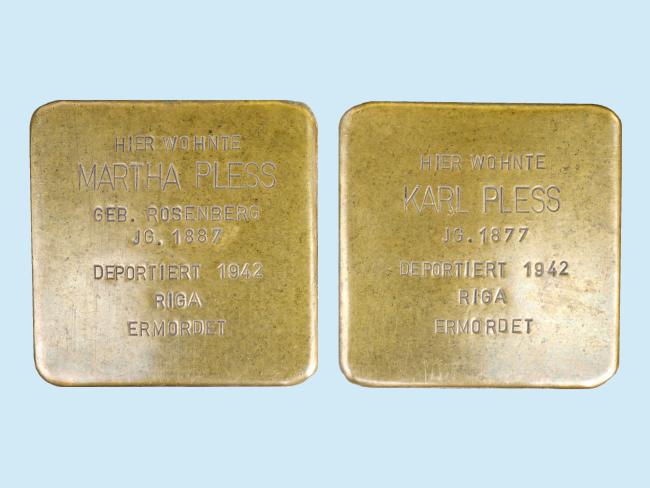 HIER WOHNTE
MARTHA PLESS
GEB. ROSENBERG
JG. 1887
DEPORTIERT 1942
RIGA
ERMORDET
HIER WOHNTE
KARL PLESS
JG. 1877
DEPORTIERT 1942
RIGA
ERMORDET